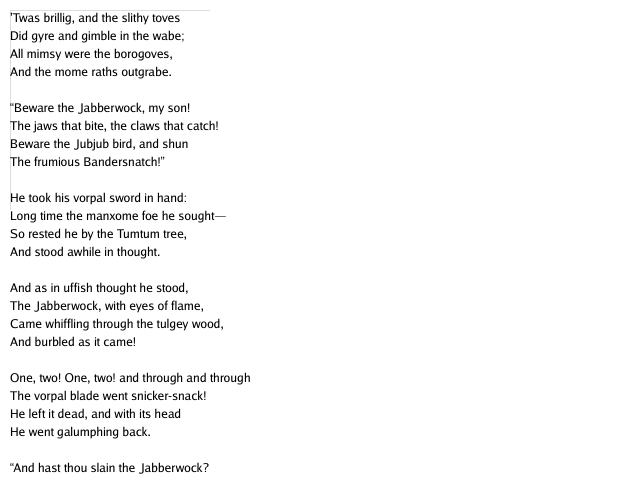 'Twas brillig, and the slithy toves
Did gyre and gimble in the wabe;
All mimsy were the borogoves,
And the mome raths outgrabe.

“Beware the Jabberwock, my son!
The jaws that bite, the claws that catch!
Beware the Jubjub bird, and shun
The frumious Bandersnatch!”

He took his vorpal sword in hand:
Long time the manxome foe he sought—
So rested he by the Tumtum tree,
And stood awhile in thought.

And as in uffish thought he stood,
The Jabberwock, with eyes of flame,
Came whiffling through the tulgey wood,
And burbled as it came!

One, two! One, two! and through and through
The vorpal blade went snicker-snack!
He left it dead, and with its head
He went galumphing back.

“And hast thou slain the Jabberwock?